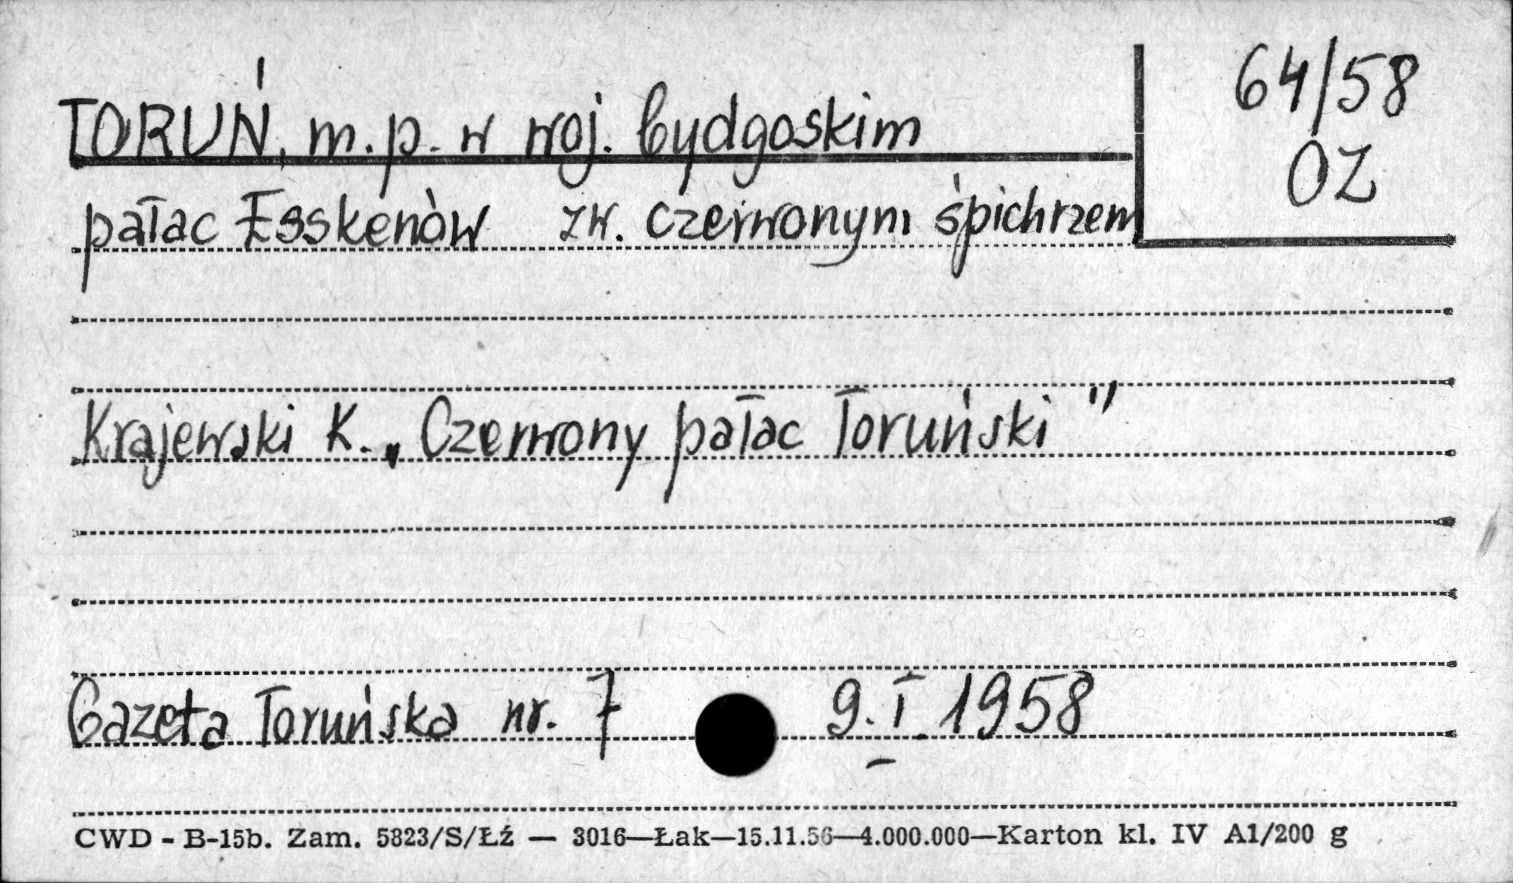 TORUŃ, m.p. w woj. bydgoskim
64/58
OZ
pałac Esskenów zw. czerwonym śpichrzem
Krajewski K. „Czerwony pałac Toruński”
Gazeta Toruńska nr. 7 9.I.1958
CWD - B-15b. Zam. 5823/S/Łź — 3016—Łak—15.11.56—4.000.000—Karton kl. IV A1/200 g